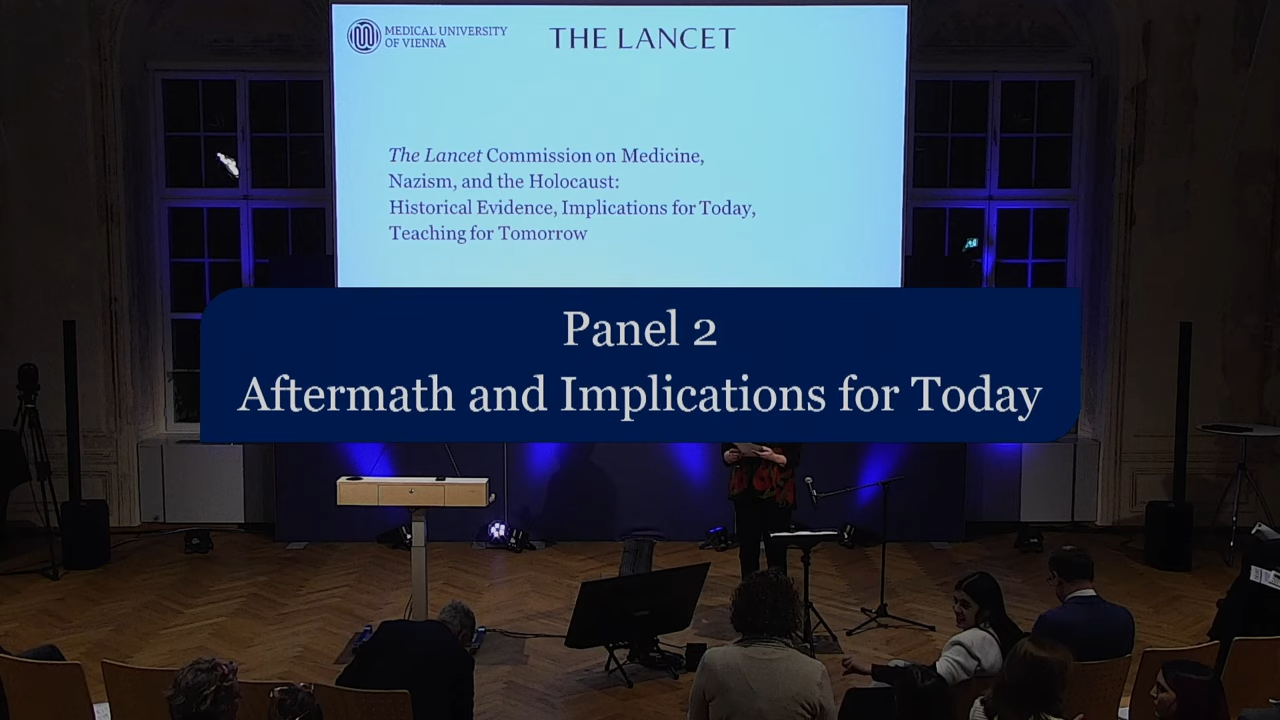 MEDICAL UNIVERSITY
OF VIENNA
THE LANCET
The Lancet Commission on Medicine,
Nazism, and the Holocaust:
Historical Evidence, Implications for Today,
Teaching for Tomorrow
Panel 2
Aftermath and Implications for Today